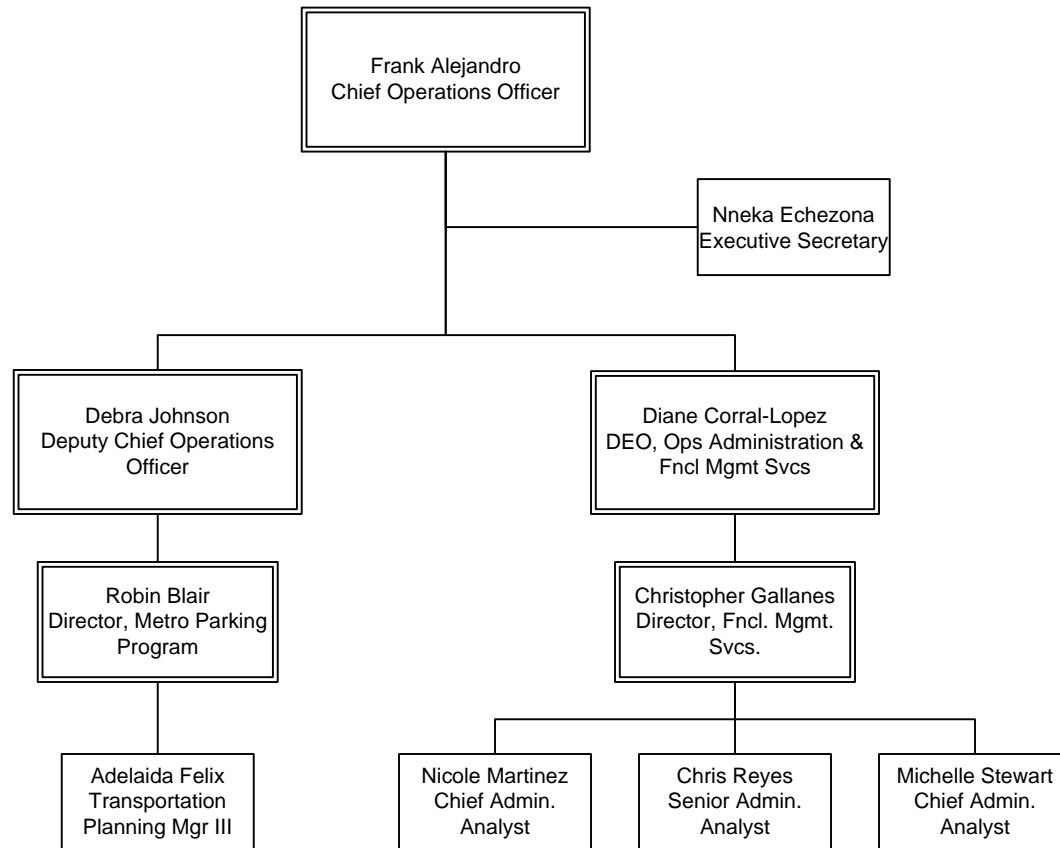 Frank Alejandro
Chief Operations Officer
Nneka Echezona
Executive Secretary
Debra Johnson
Deputy Chief Operations
Officer
Diane Corral-Lopez
DEO, Ops Administration &
Fncl Mgmt Svcs
Robin Blair
Director, Metro Parking
Program
Christopher Gallanes
Director, Fncl. Mgmt.
Svcs.
Adelaida Felix
Transportation
Planning Mgr III
Nicole Martinez
Chief Admin.
Analyst
Chris Reyes
Senior Admin.
Analyst
Michelle Stewart
Chief Admin.
Analyst